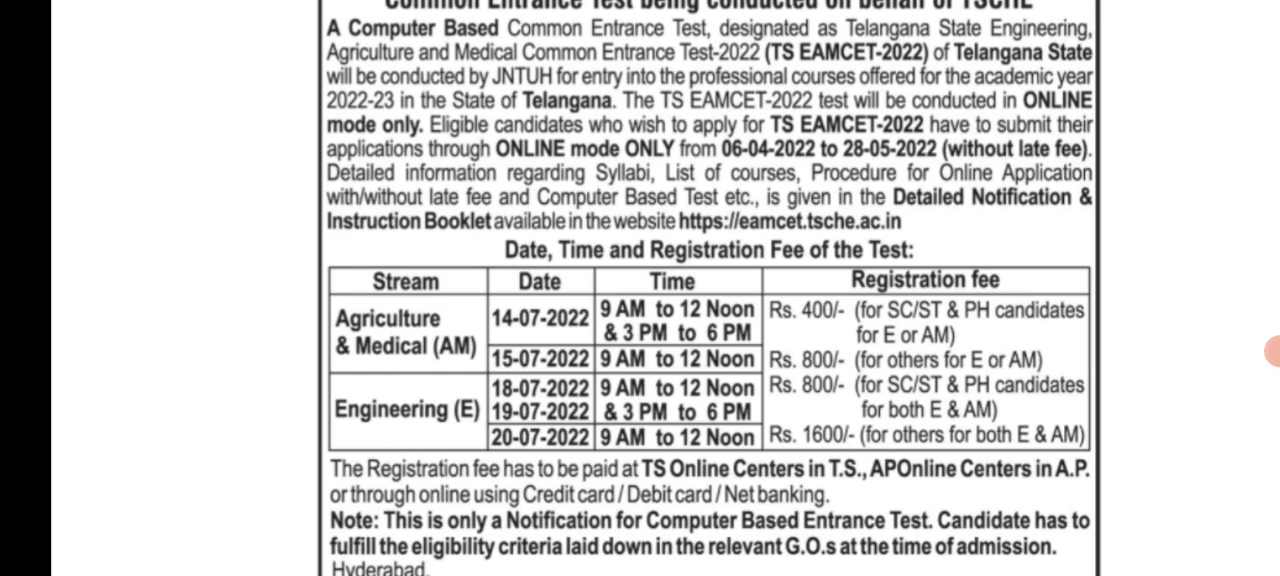 Common Entrance Test being conducted on behalf of TSCHE
A Computer Based Common Entrance Test, designated as Telangana State Engineering,
Agriculture and Medical Common Entrance Test-2022 (TS EAMCET-2022) of Telangana State
will be conducted by JNTUH for entry into the professional courses offered for the academic year
2022-23 in the State of Telangana. The TS EAMCET-2022 test will be conducted in ONLINE
mode only. Eligible candidates who wish to apply for TS EAMCET-2022 have to submit their
applications through ONLINE mode ONLY from 06-04-2022 to 28-05-2022 (without late fee).
Detailed information regarding Syllabi, List of courses, Procedure for Online Application
with/without late fee and Computer Based Test etc., is given in the Detailed Notification &
Instruction Booklet available in the website https://eamcet.tsche.ac.in
Date, Time and Registration Fee of the Test:
Stream Date Time Registration fee
Agriculture
& Medical (AM)
14-07-2022 9 AM to 12 Noon
& 3 PM to 6 PM
15-07-2022 9 AM to 12 Noon
Engineering (E)
18-07-2022 9 AM to 12 Noon
19-07-2022 & 3 PM to 6 PM
20-07-2022 9 AM to 12 Noon
Rs. 400/- (for SC/ST & PH candidates
for E or AM)
Rs. 800/- (for others for E or AM)
Rs. 800/- (for SC/ST & PH candidates
for both E & AM)
Rs. 1600/- (for others for both E & AM)
The Registration fee has to be paid at TS Online Centers in T.S., APOnline Centers in A.P.
or through online using Credit card / Debit card / Net banking.
Note: This is only a Notification for Computer Based Entrance Test. Candidate has to
fulfill the eligibility criteria laid down in the relevant G.O.s at the time of admission.
Hyderabad,